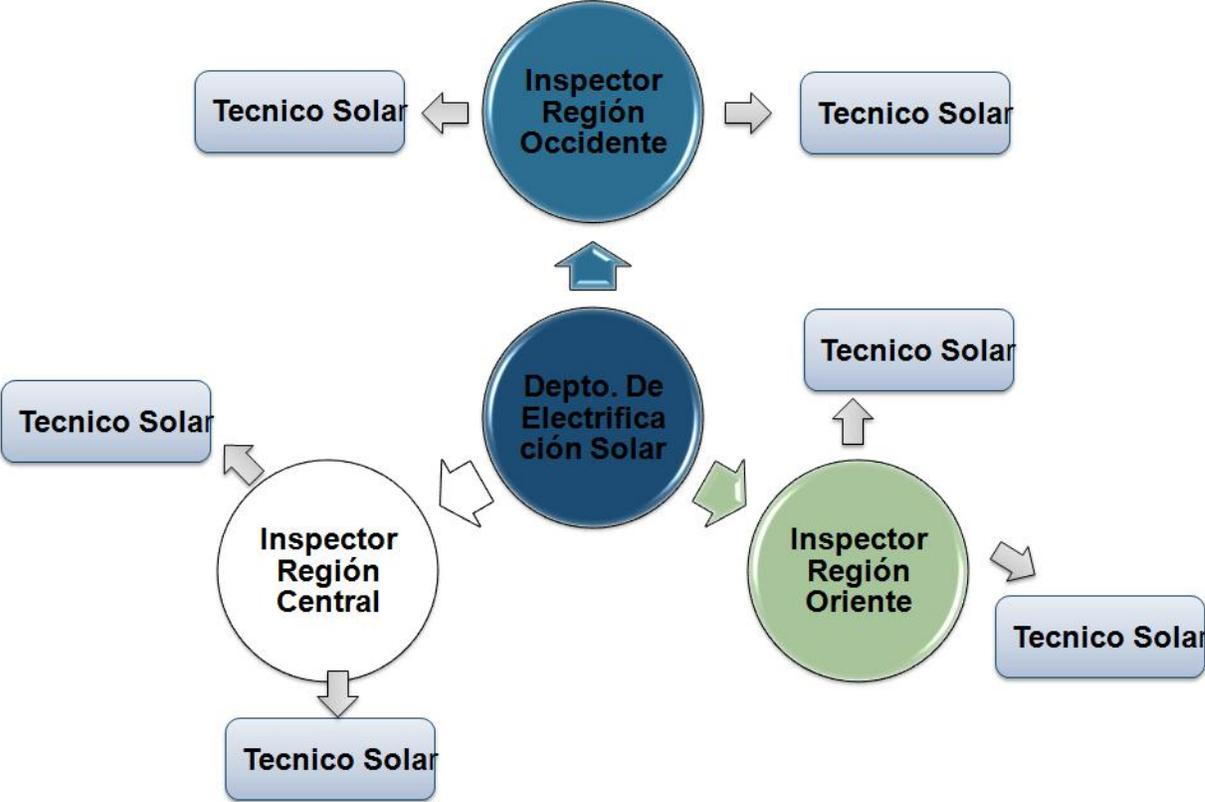 Inspector
Región
Occidente
Tecnico Solar
Tecnico Solar
Depto. De
Electrifica
ción Solar
Tecnico Solar
Tecnico Solar
Inspector
Región
Central
Inspector
Región
Oriente
Tecnico Solar
Tecnico Solar